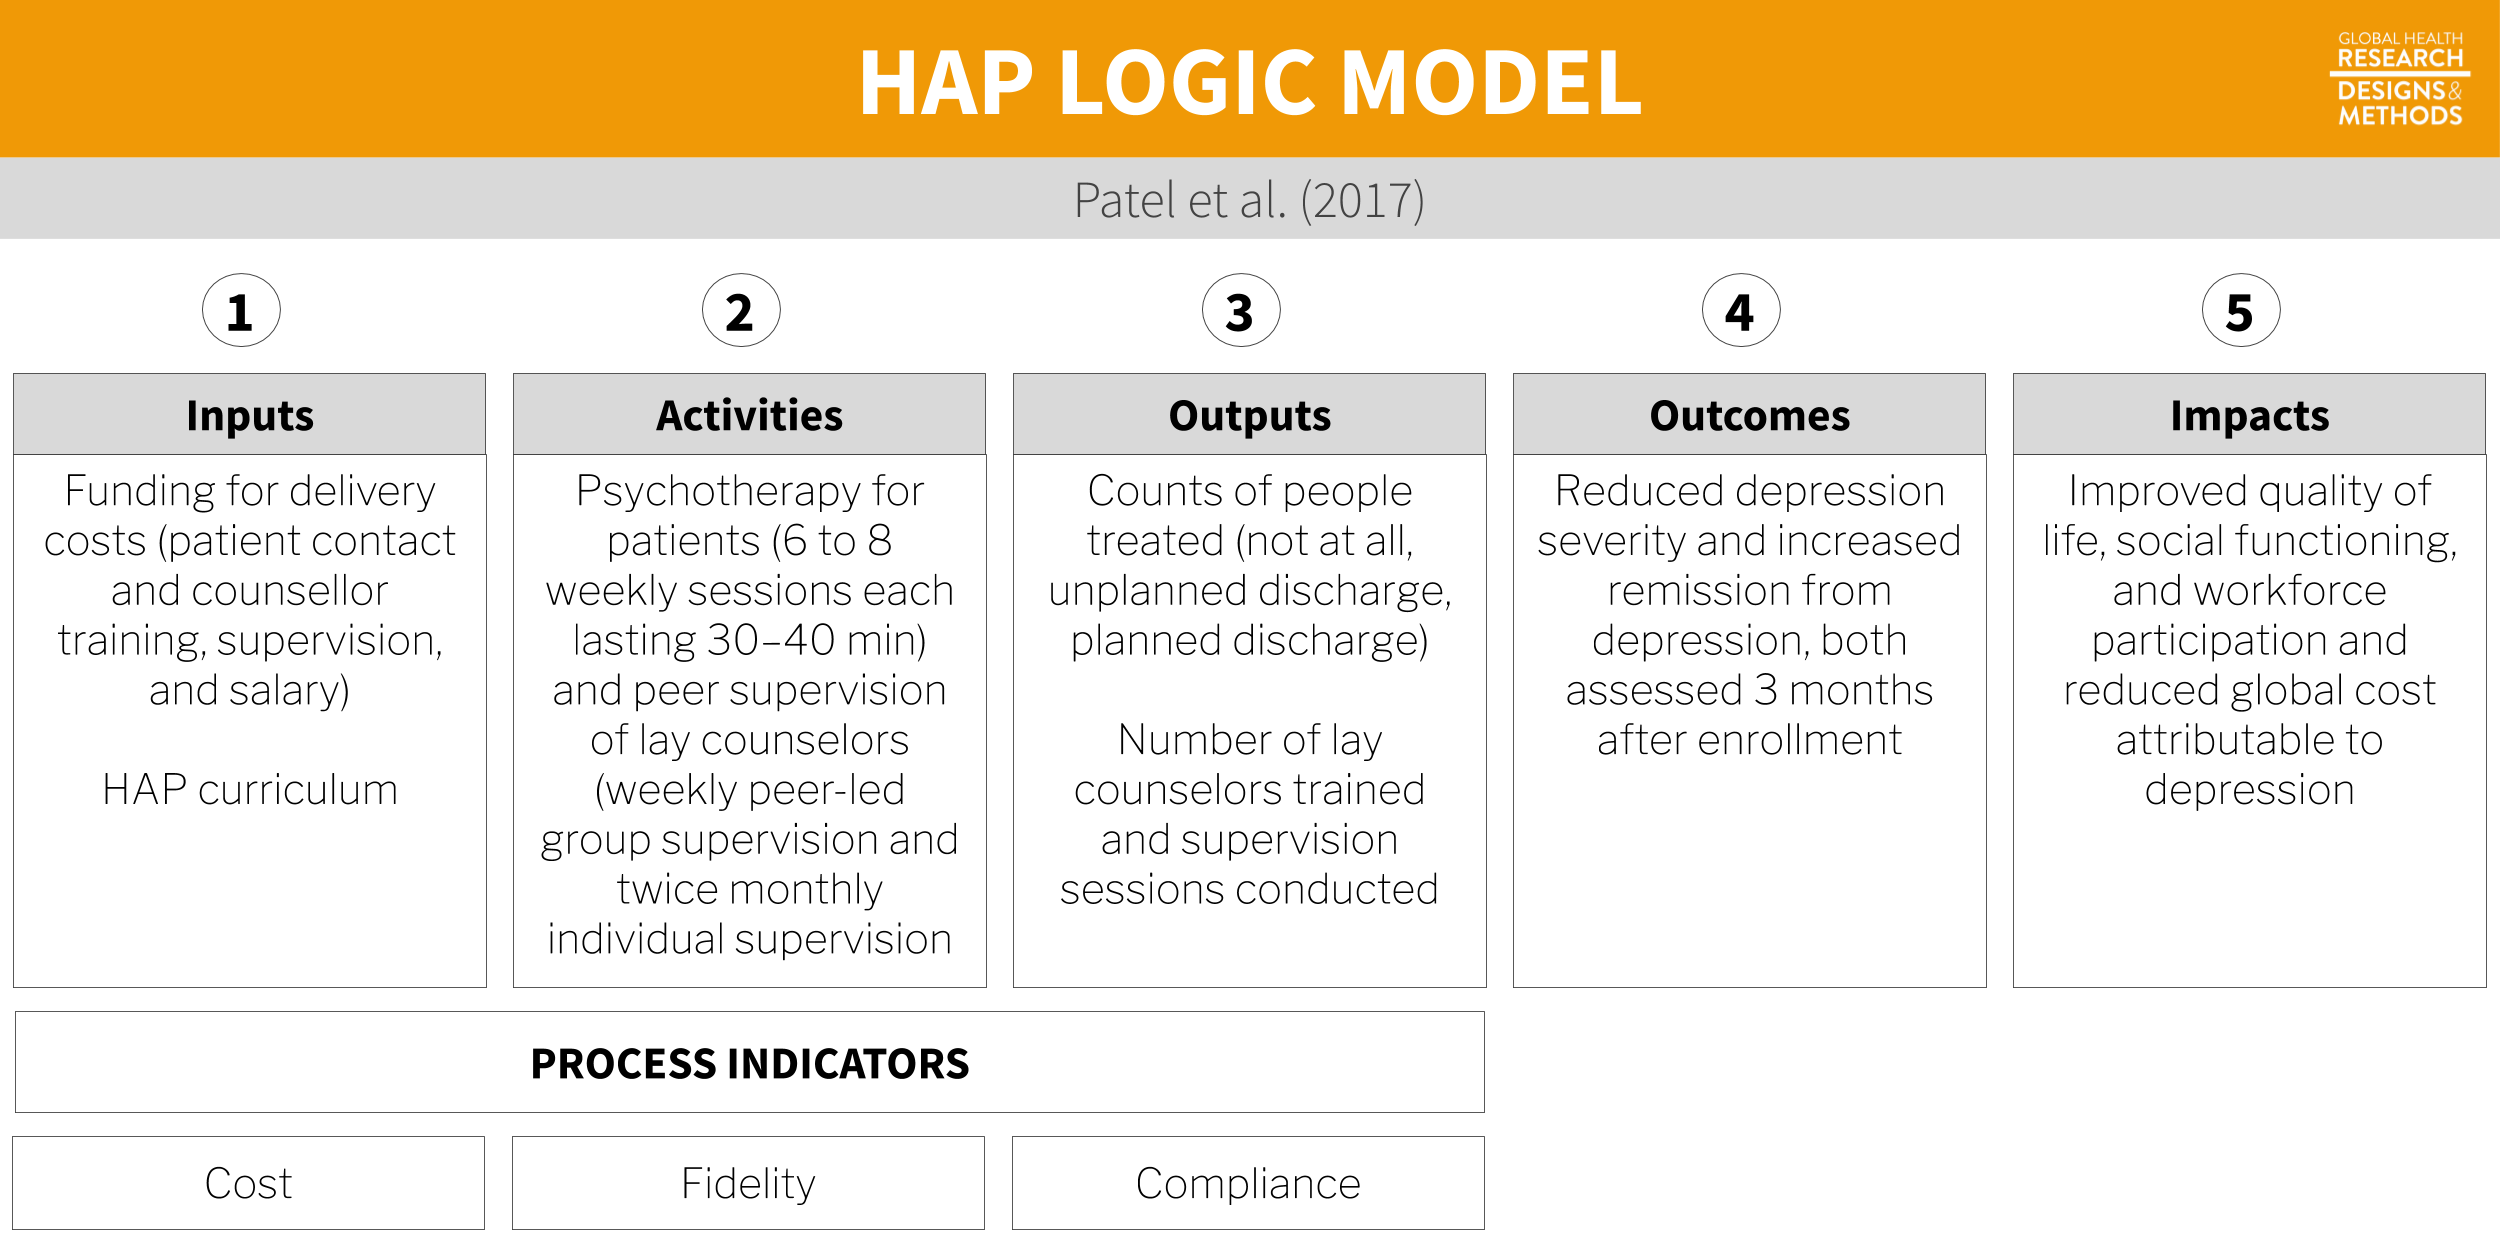 HAP LOGIC MODEL
GLOBAL HEALTH
RESEARCH
DESIGNS&
METHODS
Patel et al. (2017)
1
2
3
4
5
Inputs
Funding for delivery
costs (patient contact
and counsellor
training, supervision,
and salary)
HAP curriculum
Activities
Psychotherapy for
patients (6 to 8
weekly sessions each
lasting 30–40 min)
and peer supervision
of lay counselors
(weekly peer-led
group supervision and
twice monthly
individual supervision
Outputs
Counts of people
treated (not at all,
unplanned discharge,
planned discharge)
Number of lay
counselors trained
and supervision
sessions conducted
Outcomes
Reduced depression
severity and increased
remission from
depression, both
assessed 3 months
after enrollment
Impacts
Improved quality of
life, social functioning,
and workforce
participation and
reduced global cost
attributable to
depression
PROCESS INDICATORS
Cost
Fidelity
Compliance